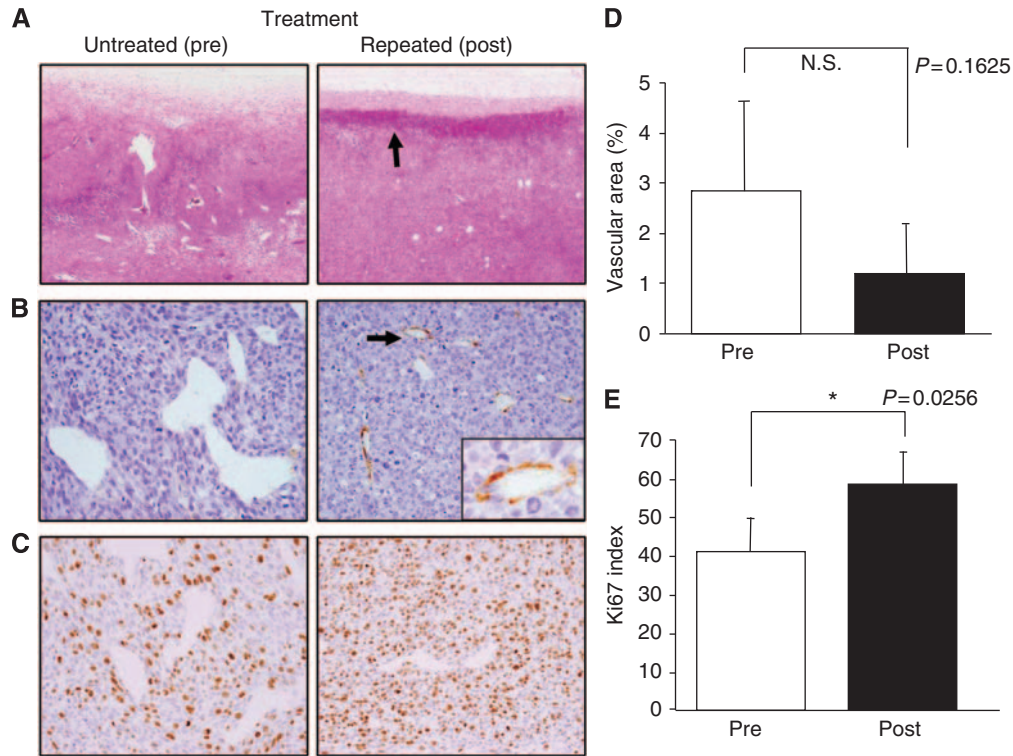 A
Treatment
Untreated (pre)
Repeated (post)
B
C
D
N.S.
P=0.1625
Vascular area (%)
5
4
3
2
1
0
Pre
Post
E
*
P=0.0256
Ki67 index
70
60
50
40
30
20
10
0
Pre
Post